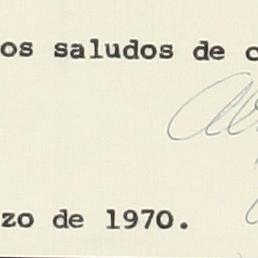 os saludos de c
zo de 1970.